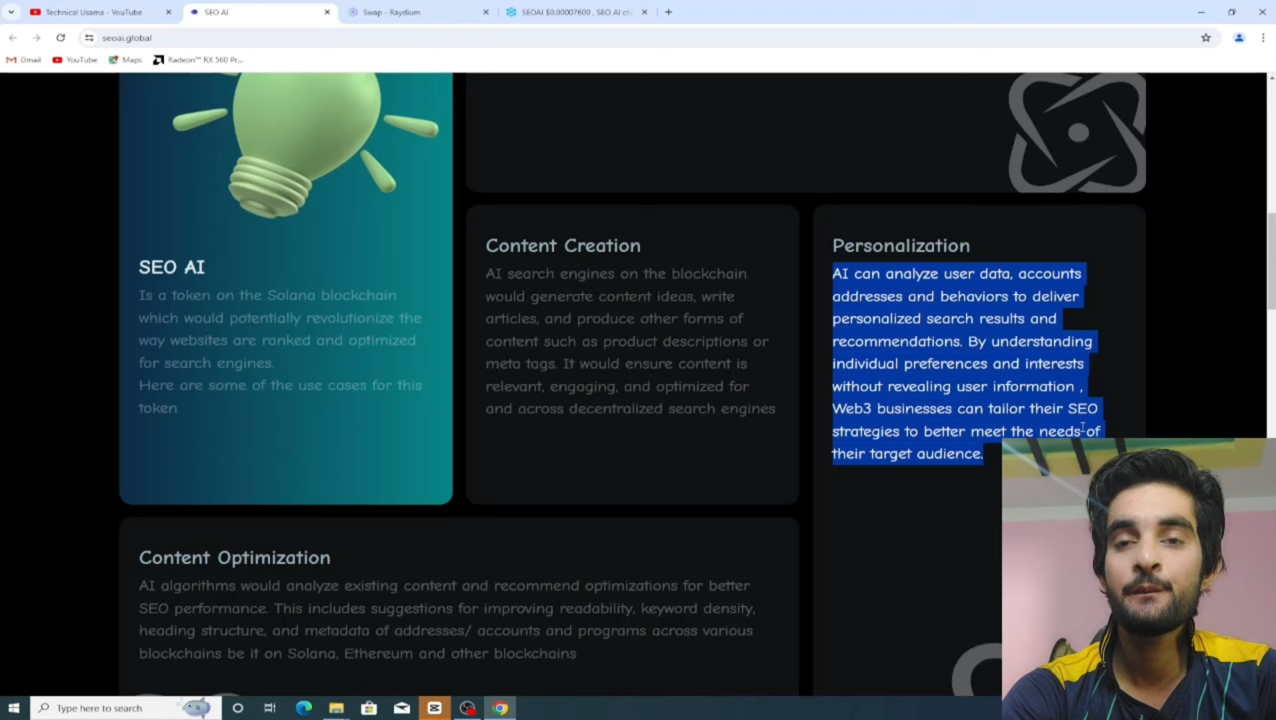 Technical Usama - YouTube
SEO AI
Swap - Raydium
SEOAI $0.00007600 , SEO AI ch
seoai.global
Gmail
YouTube
Maps
Radeon™ RX 560 Pr...
SEO AI
Is a token on the Solana blockchain
which would potentially revolutionize the
way websites are ranked and optimized
for search engines.
Here are some of the use cases for this
token
Content Creation
AI search engines on the blockchain
would generate content ideas, write
articles, and produce other forms of
content such as product descriptions or
meta tags. It would ensure content is
relevant, engaging, and optimized for
and across decentralized search engines
Personalization
AI can analyze user data, accounts
addresses and behaviors to deliver
personalized search results and
recommendations. By understanding
individual preferences and interests
without revealing user information ,
Web3 businesses can tailor their SEO
strategies to better meet the needs of
their target audience.
Content Optimization
AI algorithms would analyze existing content and recommend optimizations for better
SEO performance. This includes suggestions for improving readability, keyword density,
heading structure, and metadata of addresses/ accounts and programs across various
blockchains be it on Solana, Ethereum and other blockchains
Type here to search